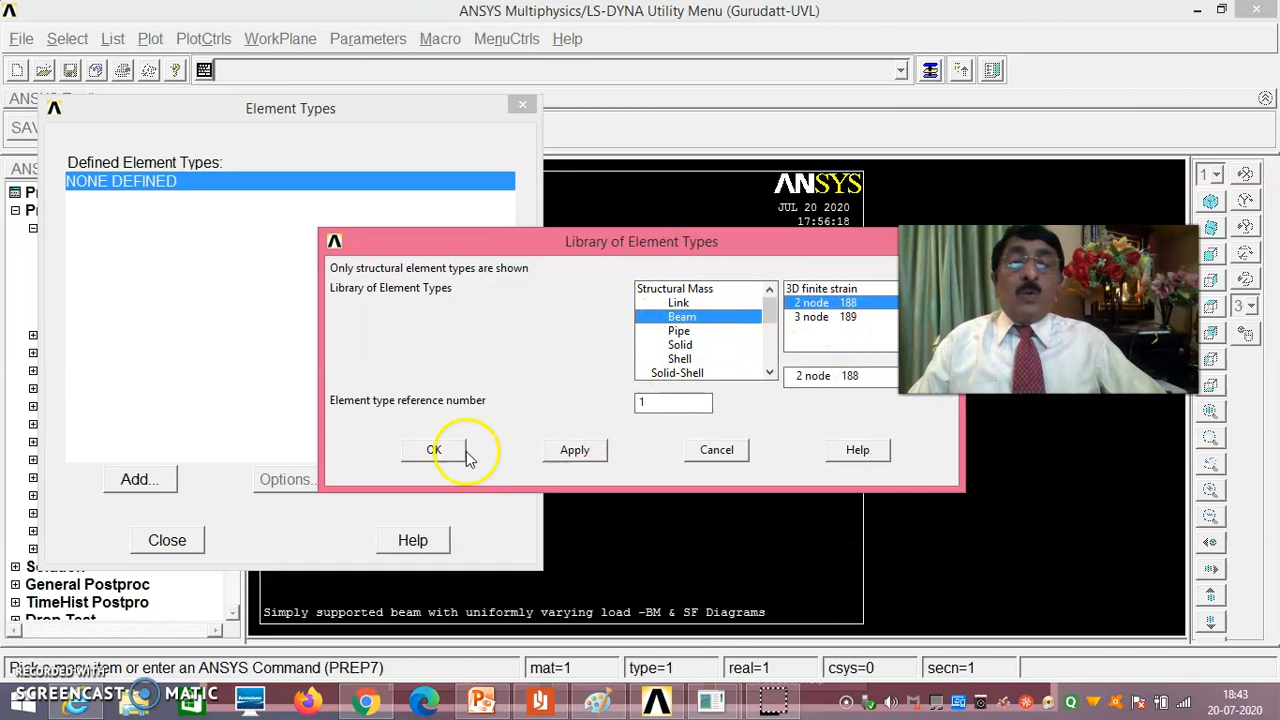 ANSYS Multiphysics/LS-DYNA Utility Menu (Gurudatt-UVL)
File Select List Plot PlotCtrls WorkPlane Parameters Macro MenuCtrls Help
ANSYS
SAV
Element Types
Defined Element Types:
NONE DEFINED
Add...
Options..
Close
Help
ANSYS
JUL 20 2020
17:56:18
Library of Element Types
Only structural element types are shown
Library of Element Types
Structural Mass
Link
Beam
Pipe
Solid
Shell
Solid-Shell
3D finite strain
2 node 188
3 node 189
2 node 188
Element type reference number
1
OK Apply Cancel Help
General Postproc
TimeHist Postpro
Drop Test
1
3
Simply supported beam with uniformly varying load -BM & SF Diagrams
item or enter an ANSYS Command (PREP7)
mat=1 type=1 real=1 csys=0 secn=1
RECORDED WITH
SCREENCAST MATIC
18:43
20-07-2020